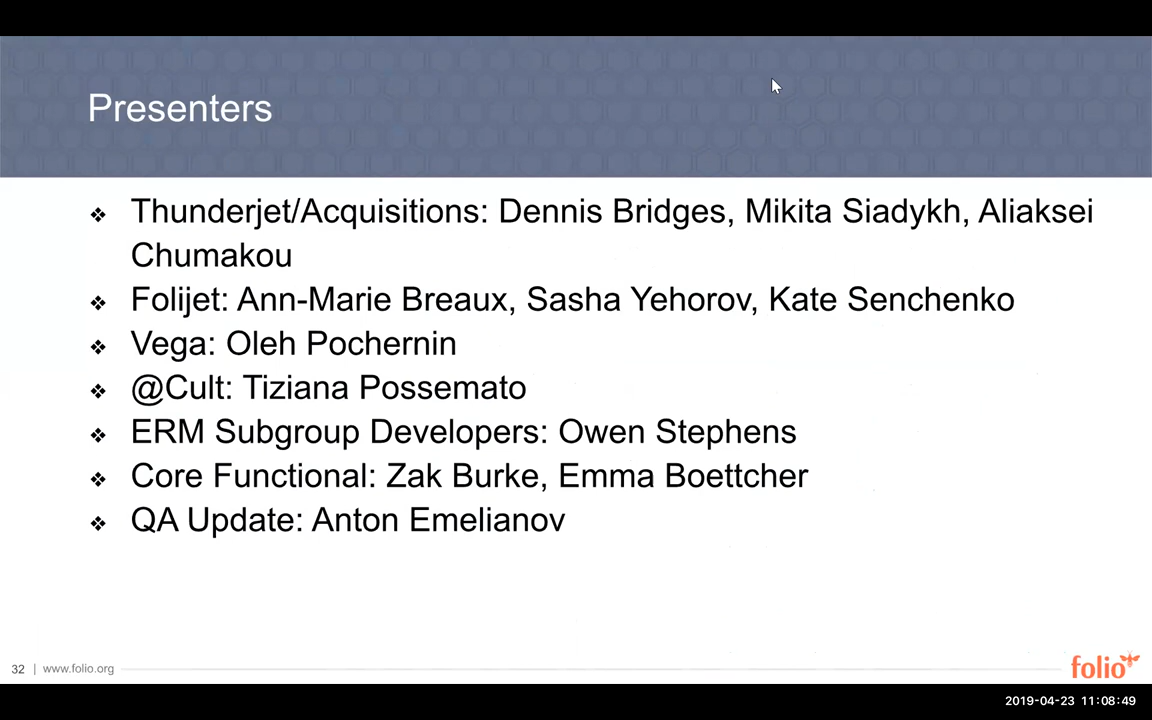 Presenters
❖ Thunderjet/Acquisitions: Dennis Bridges, Mikita Siadykh, Aliaksei
Chumakou
❖ Folijet: Ann-Marie Breaux, Sasha Yehorov, Kate Senchenko
❖ Vega: Oleh Pochernin
❖ @Cult: Tiziana Possemato
❖ ERM Subgroup Developers: Owen Stephens
❖ Core Functional: Zak Burke, Emma Boettcher
❖ QA Update: Anton Emelianov
32 | www.folio.org
folio
2019-04-23 11:08:49